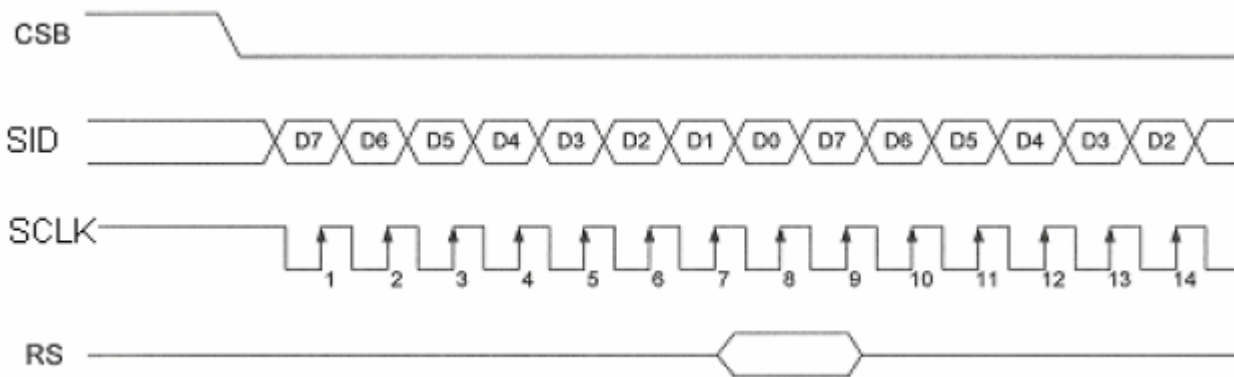 CSB
SID D7 D6 D5 D4 D3 D2 D1 D0 D7 D6 D5 D4 D3 D2
SCLK
1 2 3 4 5 6 7 8 9 10 11 12 13 14
RS